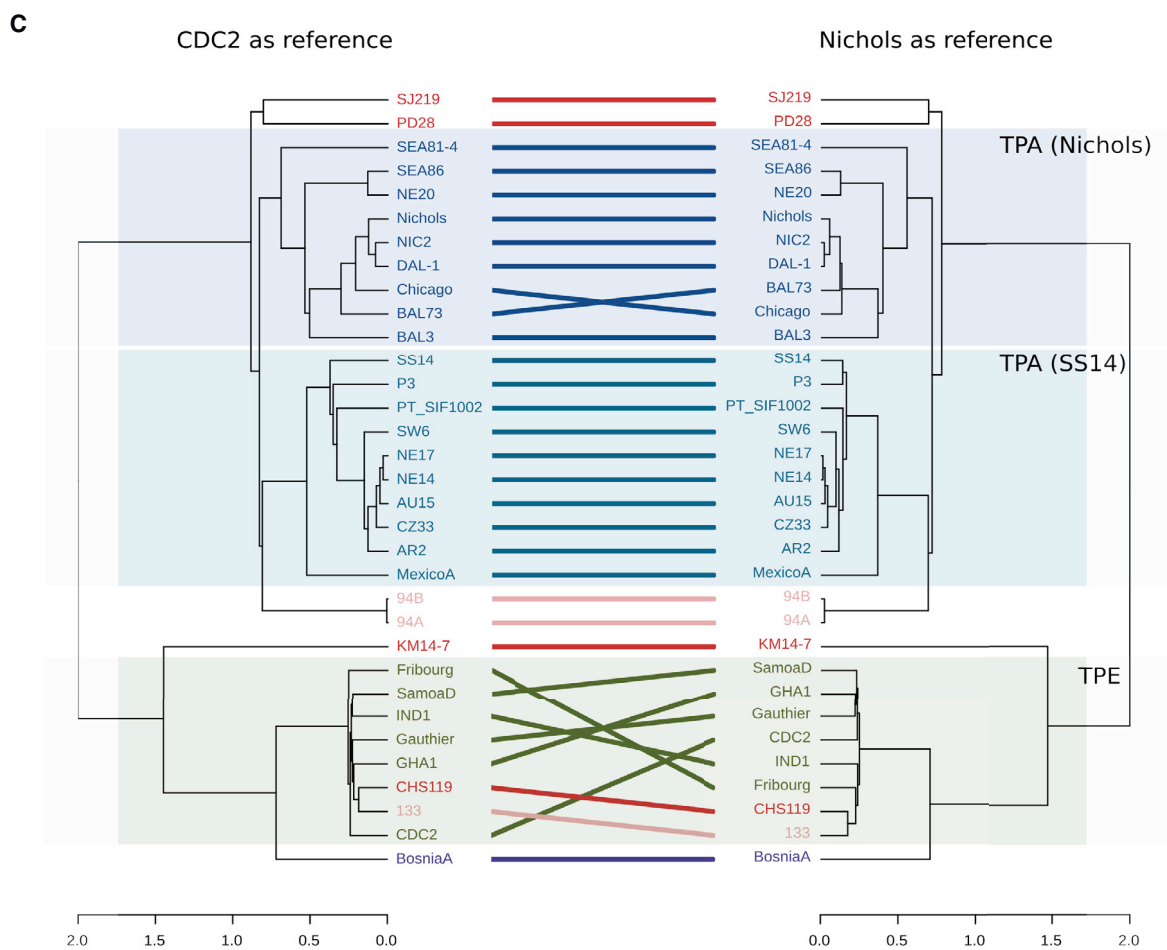 C
CDC2 as reference
Nichols as reference
SJ219 SJ219
PD28 PD28
TPA (Nichols)
SEA81-4 SEA81-4
SEA86 SEA86
NE20 NE20
Nichols Nichols
NIC2 NIC2
DAL-1 DAL-1
Chicago BAL73
BAL73 Chicago
BAL3 BAL3
SS14 SS14
TPA (SS14)
P3 P3
PT_SIF1002 PT_SIF1002
SW6 SW6
NE17 NE17
NE14 NE14
AU15 AU15
CZ33 CZ33
AR2 AR2
MexicoA MexicoA
94B 94B
94A 94A
KM14-7 KM14-7
Fribourg SamoaD
TPE
SamoaD GHA1
IND1 Gauthier
Gauthier CDC2
GHA1 IND1
CHS119 Fribourg
133 CHS119
CDC2 133
BosniaA BosniaA
2.0 1.5 1.0 0.5 0.0 0.0 0.5 1.0 1.5 2.0